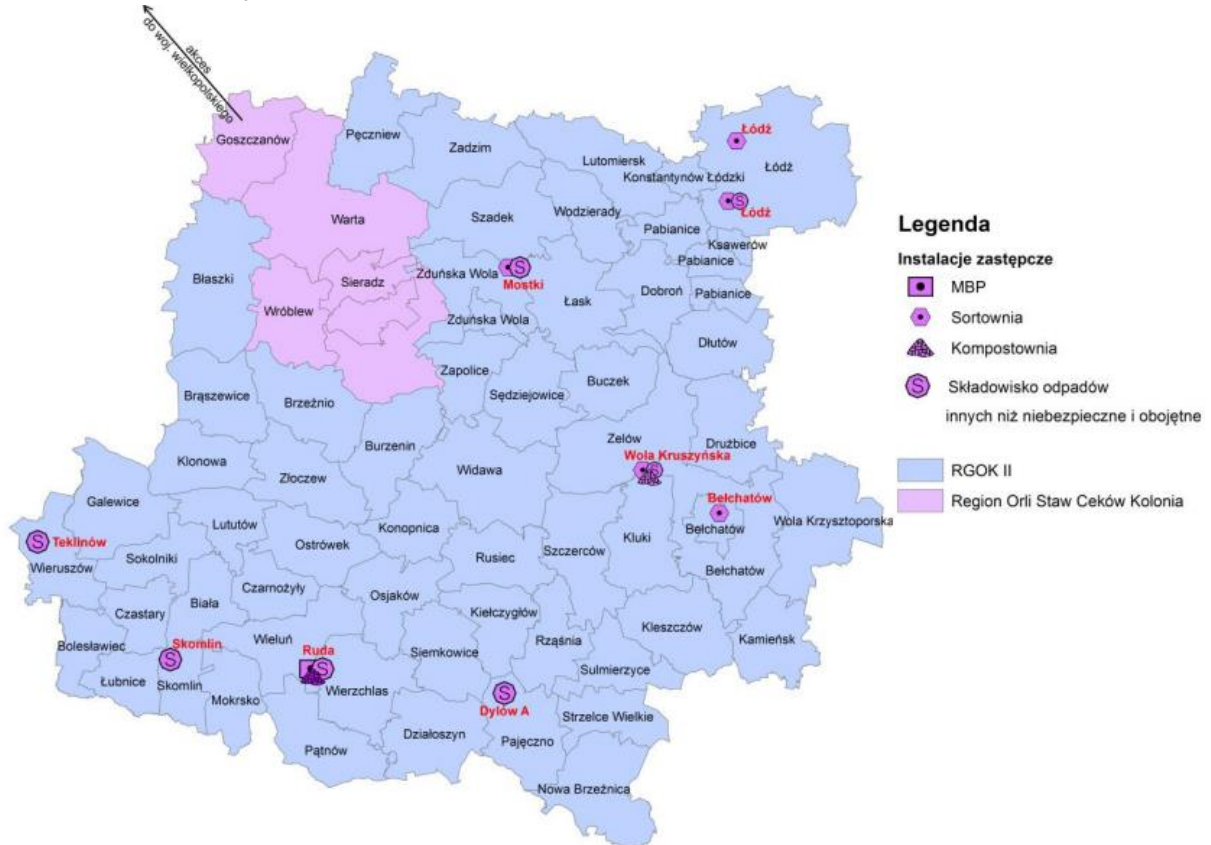 akces
do woj. wielkopolskiego
Goszczanów
Pęczniew
Zadzim
Łódź
Łódź
Lutomiersk
Konstantynów Łódzki
Warta
Szadek
Wodzierady
Łódź
Pabianice
Ksawerów
Błaszki
Sieradz
Zduńska Wola
Mostki
Łask
Pabianice
Dobroń
Pabianice
Wróblew
Zduńska Wola
Dłutów
Zapolice
Buczek
Sędziejowice
Brąszewice
Brzeźnio
Burzenin
Zelów
Drużbice
Wola Kruszyńska
Klonowa
Złoczew
Widawa
Galewice
Bełchatów
Lututów
Konopnica
Wola Krzysztoporska
Bełchatów
Teklinów
Ostrówek
Szczerców
Kluki
Wieruszów
Sokolniki
Rusiec
Bełchatów
Czarnożyły
Osjaków
Biała
Czastary
Kiełczygłów
Kleszczów
Bolesławiec
Skomlin
Wieluń
Ruda
Siemkowice
Rząśnia
Kamieńsk
Sulmierzyce
Łubnice
Skomlin
Mokrsko
Wierzchlas
Dylów A
Strzelce Wielkie
Działoszyn
Pajęczno
Pątnów
Nowa Brzeźnica
Legenda
Instalacje zastępcze
MBP
Sortownia
Kompostownia
S Składowisko odpadów
innych niż niebezpieczne i obojętne
RGOK II
Region Orli Staw Ceków Kolonia